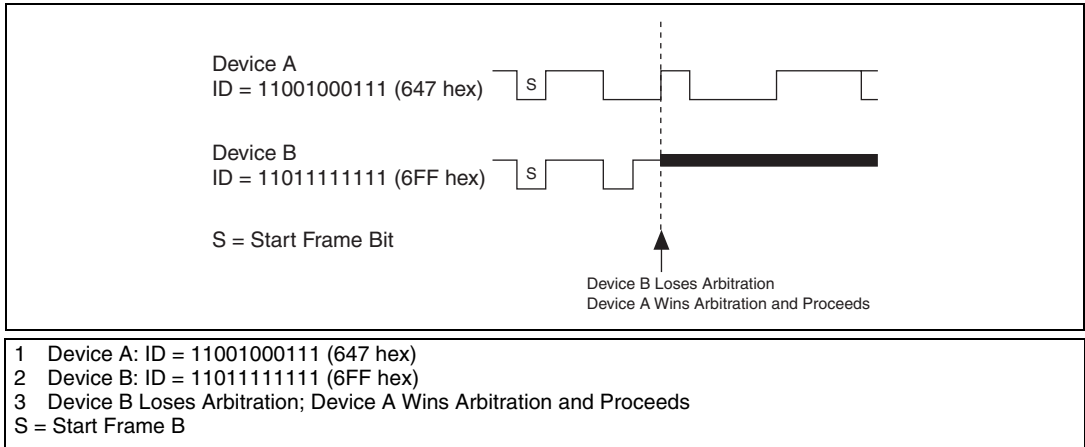 Device A
ID = 11001000111 (647 hex)
S
Device B
ID = 11011111111 (6FF hex)
S
S = Start Frame Bit
Device B Loses Arbitration
Device A Wins Arbitration and Proceeds
1 Device A: ID = 11001000111 (647 hex)
2 Device B: ID = 11011111111 (6FF hex)
3 Device B Loses Arbitration; Device A Wins Arbitration and Proceeds
S = Start Frame B